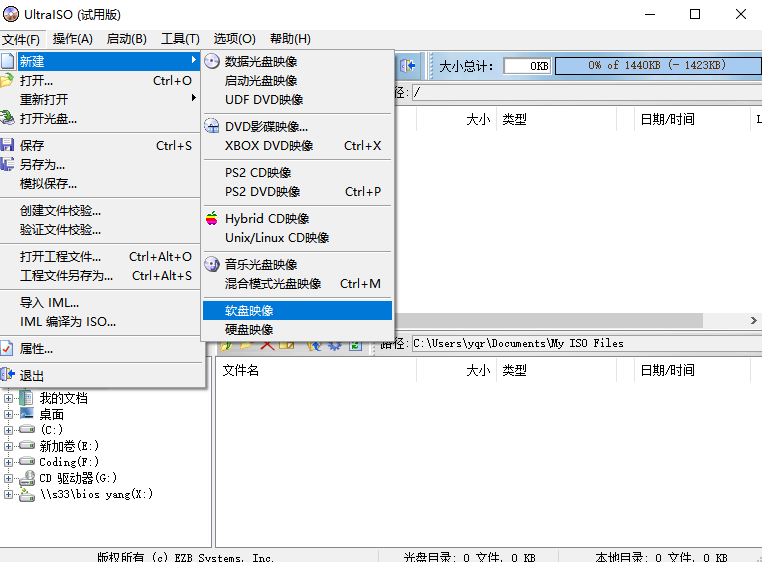 UltraISO (试用版)
文件(F) 操作(A) 启动(B) 工具(T) 选项(O) 帮助(H)
新建
打开... Ctrl+O
重新打开
打开光盘...
保存 Ctrl+S
另存为...
模拟保存...
创建文件校验...
验证文件校验...
打开工程文件... Ctrl+Alt+O
工程文件另存为... Ctrl+Alt+S
导入 IML...
IML 编译为 ISO...
属性...
退出
数据光盘映像
启动光盘映像
UDF DVD映像
DVD影碟映像...
XBOX DVD映像 Ctrl+X
PS2 CD映像
PS2 DVD映像 Ctrl+P
Hybrid CD映像
Unix/Linux CD映像
音乐光盘映像
混合模式光盘映像 Ctrl+M
软盘映像
硬盘映像
大小总计: 0KB 0% of 1440KB (- 1423KB)
径: /
大小 类型 日期/时间 L
路径: C:\Users\yqr\Documents\My ISO Files
文件名 大小 类型 日期/时间
我的文档
桌面
(C:)
新加卷(E:)
Coding(F:)
CD 驱动器(G:)
\\s33\bios yang(X:)
版权所有 (c) EZB Systems, Inc. 光盘目录: 0 文件, 0 KB 本地目录: 0 文件, 0 KB